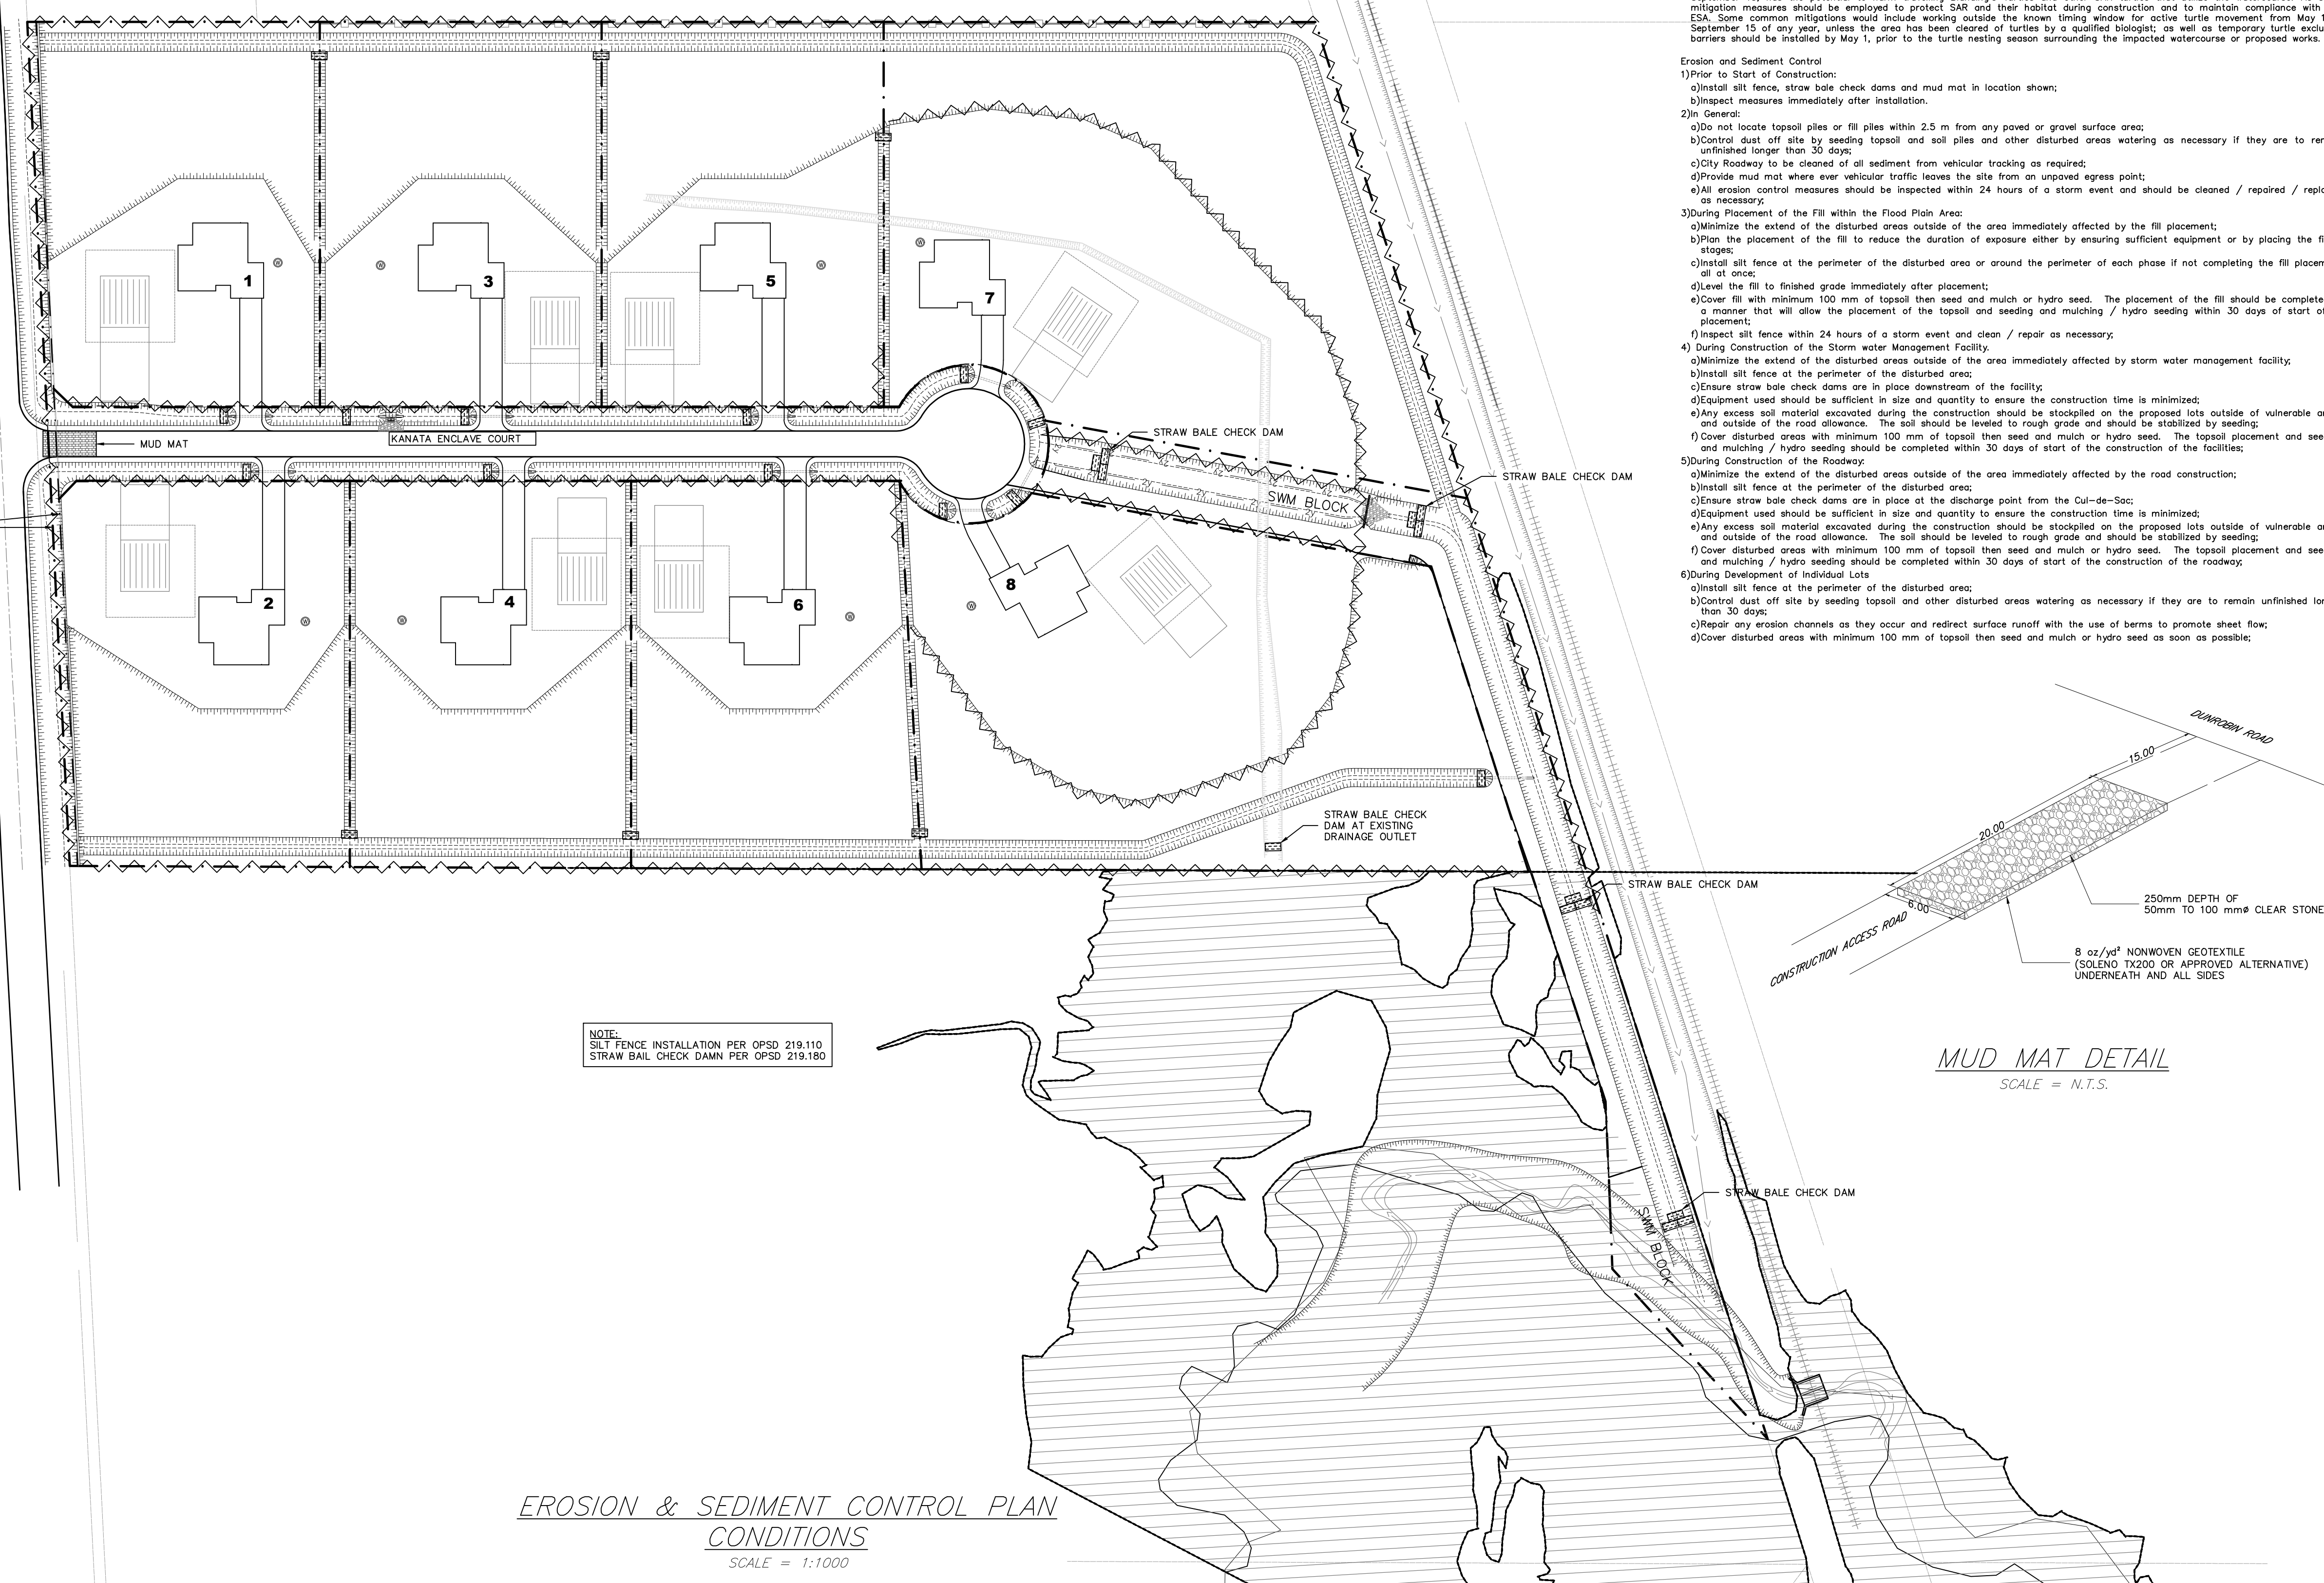 mitigation measures should be employed to protect SAR and their habitat during construction and to maintain compliance with
ESA. Some common mitigations would include working outside the known timing window for active turtle movement from May 1
September 15 of any year, unless the area has been cleared of turtles by a qualified biologist; as well as temporary turtle exclu
barriers should be installed by May 1, prior to the turtle nesting season surrounding the impacted watercourse or proposed works.
Erosion and Sediment Control
1)Prior to Start of Construction:
a)Install silt fence, straw bale check dams and mud mat in location shown;
b)Inspect measures immediately after installation.
2)In General:
a)Do not locate topsoil piles or fill piles within 2.5 m from any paved or gravel surface area;
b)Control dust off site by seeding topsoil and soil piles and other disturbed areas watering as necessary if they are to rem
unfinished longer than 30 days;
c)City Roadway to be cleaned of all sediment from vehicular tracking as required;
d)Provide mud mat where ever vehicular traffic leaves the site from an unpaved egress point;
e)All erosion control measures should be inspected within 24 hours of a storm event and should be cleaned / repaired / repla
as necessary;
3)During Placement of the Fill within the Flood Plain Area:
a)Minimize the extend of the disturbed areas outside of the area immediately affected by the fill placement;
b)Plan the placement of the fill to reduce the duration of exposure either by ensuring sufficient equipment or by placing the fi
stages;
c)Install silt fence at the perimeter of the disturbed area or around the perimeter of each phase if not completing the fill placem
all at once;
d)Level the fill to finished grade immediately after placement;
e)Cover fill with minimum 100 mm of topsoil then seed and mulch or hydro seed. The placement of the fill should be complete
a manner that will allow the placement of the topsoil and seeding and mulching / hydro seeding within 30 days of start of
placement;
f)Inspect silt fence within 24 hours of a storm event and clean / repair as necessary;
4) During Construction of the Storm water Management Facility.
a)Minimize the extend of the disturbed areas outside of the area immediately affected by storm water management facility;
b)Install silt fence at the perimeter of the disturbed area;
c)Ensure straw bale check dams are in place downstream of the facility;
d)Equipment used should be sufficient in size and quantity to ensure the construction time is minimized;
e)Any excess soil material excavated during the construction should be stockpiled on the proposed lots outside of vulnerable ar
and outside of the road allowance. The soil should be leveled to rough grade and should be stabilized by seeding;
f)Cover disturbed areas with minimum 100 mm of topsoil then seed and mulch or hydro seed. The topsoil placement and see
and mulching / hydro seeding should be completed within 30 days of start of the construction of the facilities;
5)During Construction of the Roadway:
a)Minimize the extend of the disturbed areas outside of the area immediately affected by the road construction;
b)Install silt fence at the perimeter of the disturbed area;
c)Ensure straw bale check dams are in place at the discharge point from the Cul-de-Sac;
d)Equipment used should be sufficient in size and quantity to ensure the construction time is minimized;
e)Any excess soil material excavated during the construction should be stockpiled on the proposed lots outside of vulnerable ar
and outside of the road allowance. The soil should be leveled to rough grade and should be stabilized by seeding;
f)Cover disturbed areas with minimum 100 mm of topsoil then seed and mulch or hydro seed. The topsoil placement and see
and mulching / hydro seeding should be completed within 30 days of start of the construction of the roadway;
6)During Development of Individual Lots
a)Install silt fence at the perimeter of the disturbed area;
b)Control dust off site by seeding topsoil and other disturbed areas watering as necessary if they are to remain unfinished lon
than 30 days;
c)Repair any erosion channels as they occur and redirect surface runoff with the use of berms to promote sheet flow;
d)Cover disturbed areas with minimum 100 mm of topsoil then seed and mulch or hydro seed as soon as possible;
W
W
W
W
1
3
5
7
MUD MAT
KANATA ENCLAVE COURT
STRAW BALE CHECK DAM
STRAW BALE CHECK DAM
SWM BLOCK
2
4
6
8
W
W
W
W
STRAW BALE CHECK
DAM AT EXISTING
DRAINAGE OUTLET
STRAW BALE CHECK DAM
STRAW BALE CHECK DAM
SWM BLOCK
DUNROBIN ROAD
15.00
20.00
6.00
CONSTRUCTION ACCESS ROAD
250mm DEPTH OF
50mm TO 100 mmø CLEAR STONE
8 oz/yd² NONWOVEN GEOTEXTILE
(SOLENO TX200 OR APPROVED ALTERNATIVE)
UNDERNEATH AND ALL SIDES
MUD MAT DETAIL
SCALE = N.T.S.
NOTE:
SILT FENCE INSTALLATION PER OPSD 219.110
STRAW BAIL CHECK DAMN PER OPSD 219.180
EROSION & SEDIMENT CONTROL PLAN
CONDITIONS
SCALE = 1:1000